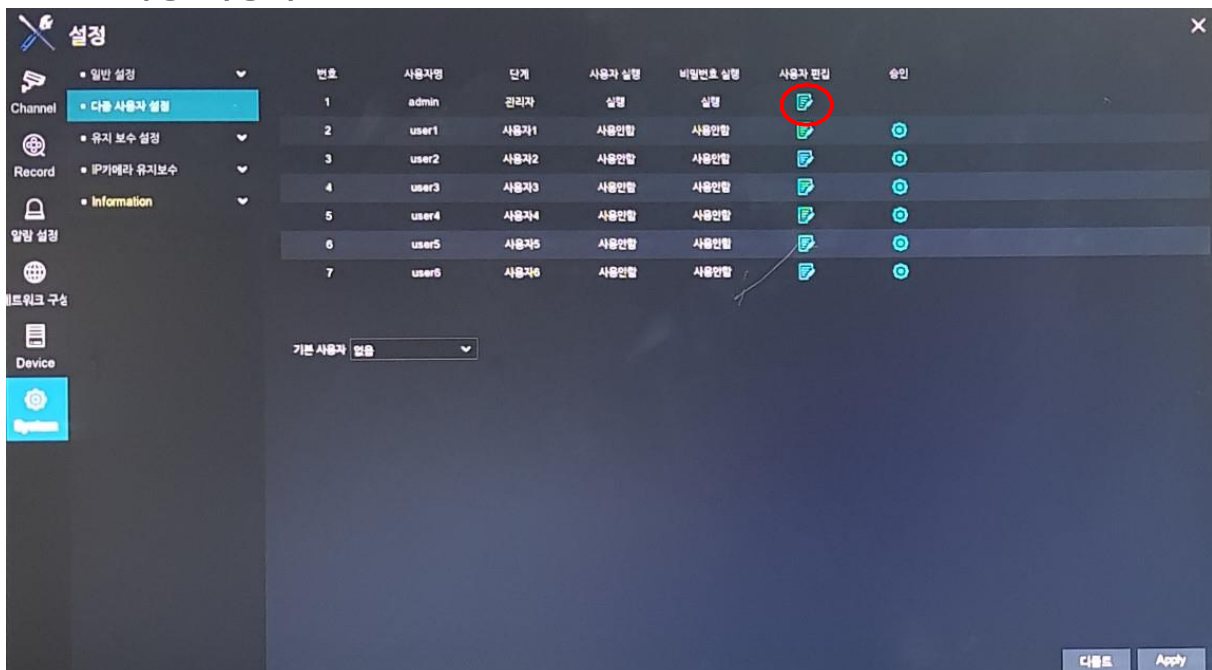 설정
Channel
Record
알람 설정
네트워크 구성
Device
System
• 일반 설정
• 다중 사용자 설정
• 유지 보수 설정
• IP카메라 유지보수
• Information
번호 사용자명 단계 사용자 실행 비밀번호 실행 사용자 편집 승인
1 admin 관리자 실행 실행
2 user1 사용자1 사용안함 사용안함
3 user2 사용자2 사용안함 사용안함
4 user3 사용자3 사용안함 사용안함
5 user4 사용자4 사용안함 사용안함
6 user5 사용자5 사용안함 사용안함
7 user6 사용자6 사용안함 사용안함
기본 사용자 없음
디폴트 Apply